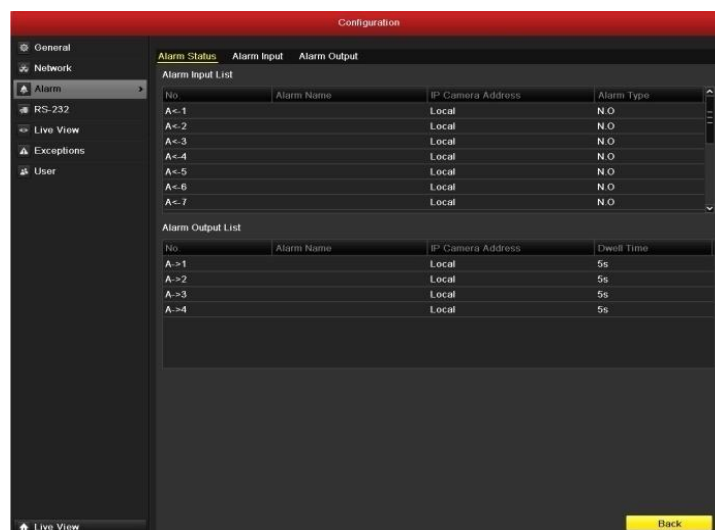 Configuration
General
Network
Alarm
RS-232
Live View
Exceptions
User
Alarm Status Alarm Input Alarm Output
Alarm Input List
No. Alarm Name IP Camera Address Alarm Type
A<-1 Local N.O
A<-2 Local N.O
A<-3 Local N.O
A<-4 Local N.O
A<-5 Local N.O
A<-6 Local N.O
A<-7 Local N.O
Alarm Output List
No. Alarm Name IP Camera Address Dwell Time
A->1 Local 5s
A->2 Local 5s
A->3 Local 5s
A->4 Local 5s
Live View Back